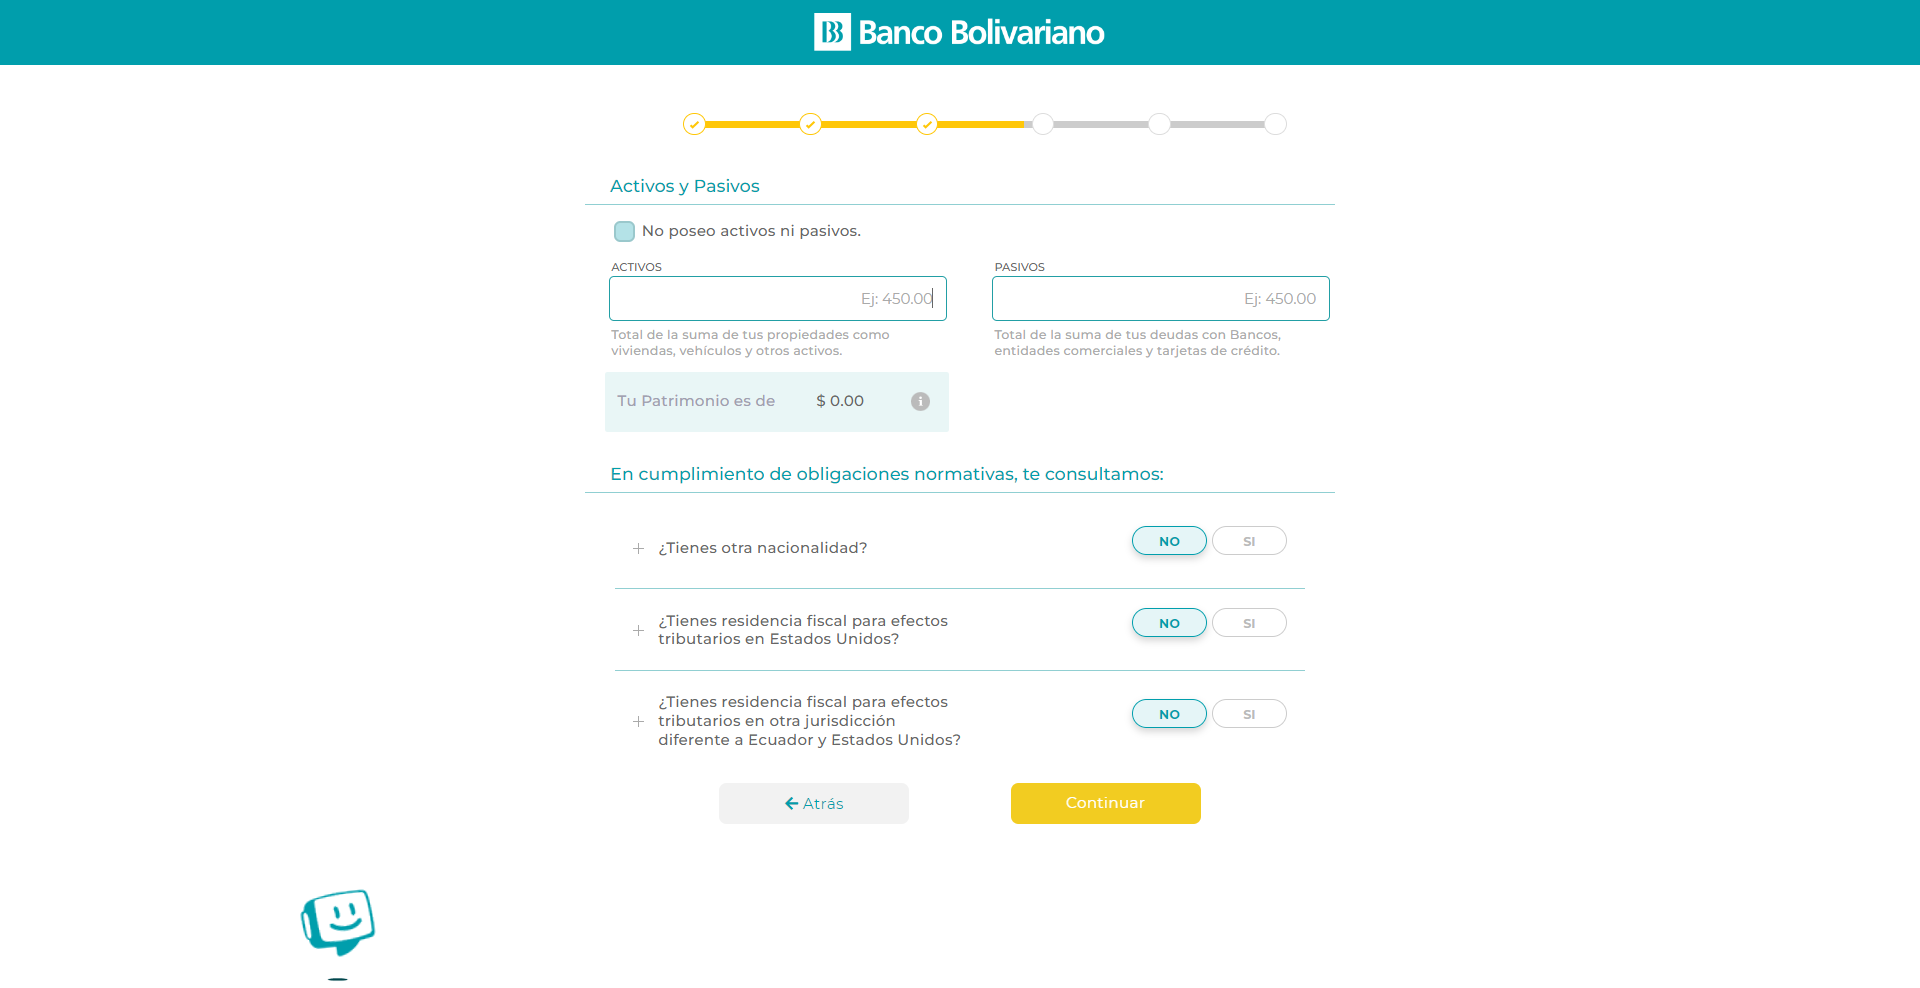 Banco Bolivariano
Activos y Pasivos
No poseo activos ni pasivos.
ACTIVOS
PASIVOS
Ej: 450.00
Ej: 450.00
Total de la suma de tus propiedades como
viviendas, vehículos y otros activos.
Total de la suma de tus deudas con Bancos,
entidades comerciales y tarjetas de crédito.
Tu Patrimonio es de $ 0.00
En cumplimiento de obligaciones normativas, te consultamos:
¿Tienes otra nacionalidad?
NO SI
¿Tienes residencia fiscal para efectos
tributarios en Estados Unidos?
NO SI
¿Tienes residencia fiscal para efectos
tributarios en otra jurisdicción
diferente a Ecuador y Estados Unidos?
NO SI
Atrás
Continuar